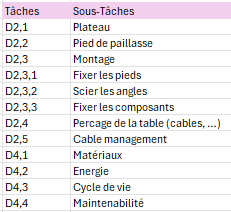 Tâches Sous-Tâches
D2,1 Plateau
D2,2 Pied de paillasse
D2,3 Montage
D2,3,1 Fixer les pieds
D2,3,2 Scier les angles
D2,3,3 Fixer les composants
D2,4 Percage de la table (cables, ...)
D2,5 Cable management
D4,1 Matériaux
D4,2 Energie
D4,3 Cycle de vie
D4,4 Maintenabilité